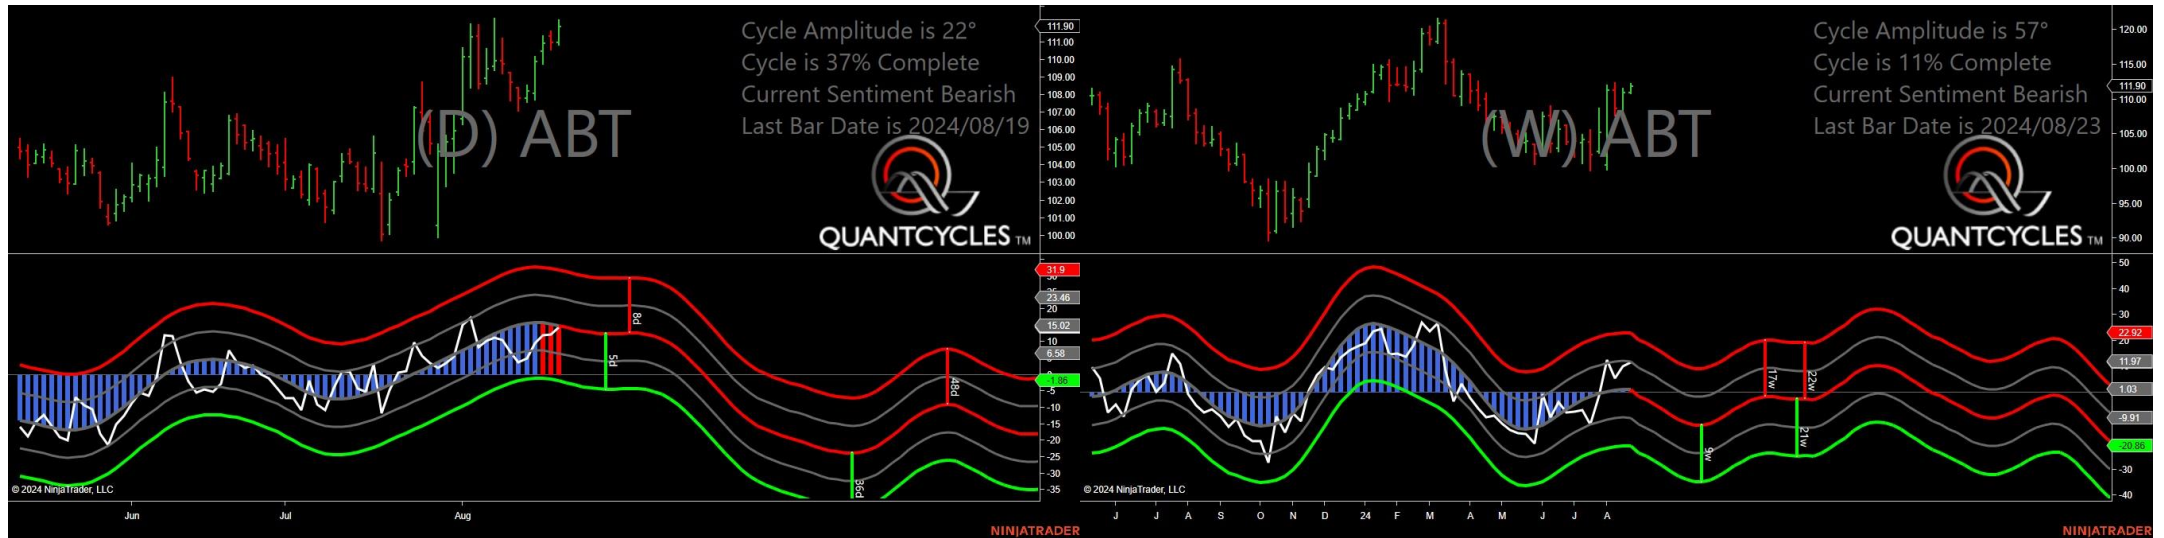 Cycle Amplitude is 22°
Cycle is 37% Complete
Current Sentiment Bearish
Last Bar Date is 2024/08/19
(D) ABT
QUANTCYCLES TM
111.90
111.00
110.00
109.00
108.00
107.00
106.00
105.00
104.00
103.00
102.00
101.00
100.00
31.9
23.46
20
15.02
10
6.58
-1.86
-5
-10
-15
-20
-25
-30
-35
8d
5d
36d
48d
© 2024 NinjaTrader, LLC
Jun
Jul
Aug
NINJATRADER
Cycle Amplitude is 57°
Cycle is 11% Complete
Current Sentiment Bearish
Last Bar Date is 2024/08/23
(W) ABT
QUANTCYCLES TM
120.00
115.00
111.90
110.00
105.00
100.00
95.00
90.00
50
40
30
22.92
20
11.97
1.03
-9.91
-20.86
-30
-40
17w
22w
9w
21w
© 2024 NinjaTrader, LLC
J
J
A
S
O
N
D
24
F
M
A
M
J
J
A
NINJATRADER